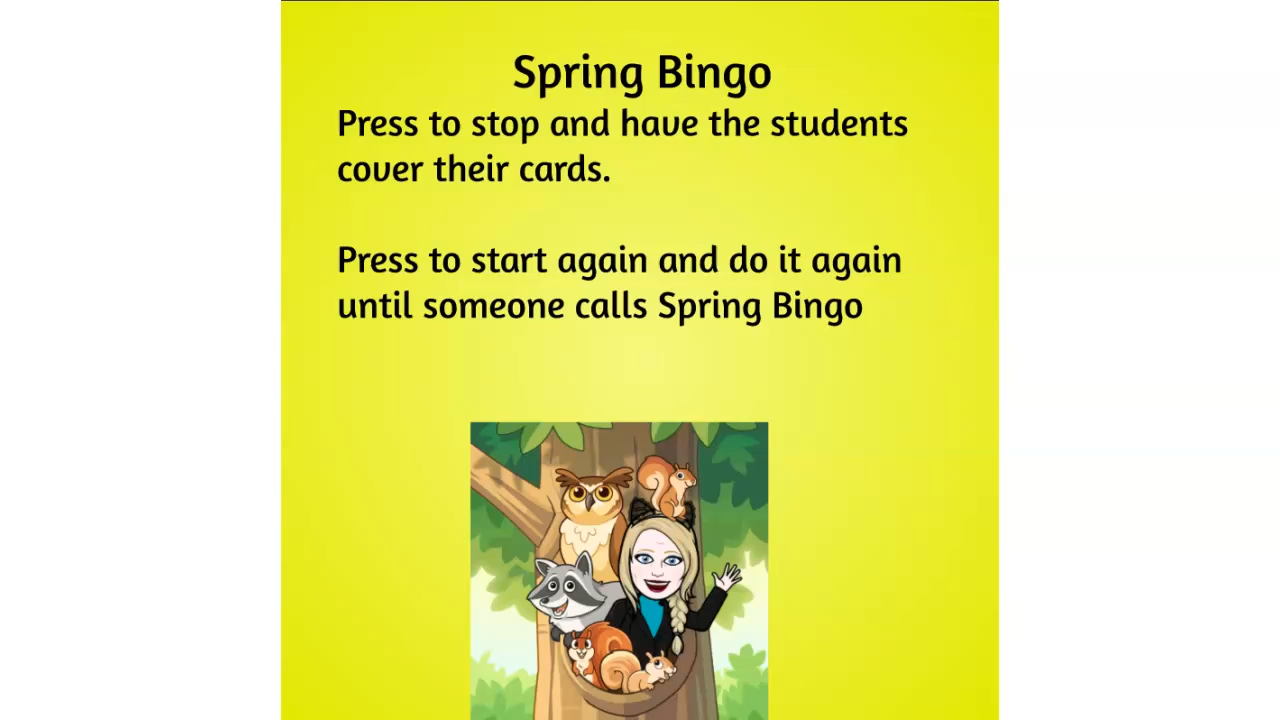 Spring Bingo
Press to stop and have the students
cover their cards.
Press to start again and do it again
until someone calls Spring Bingo